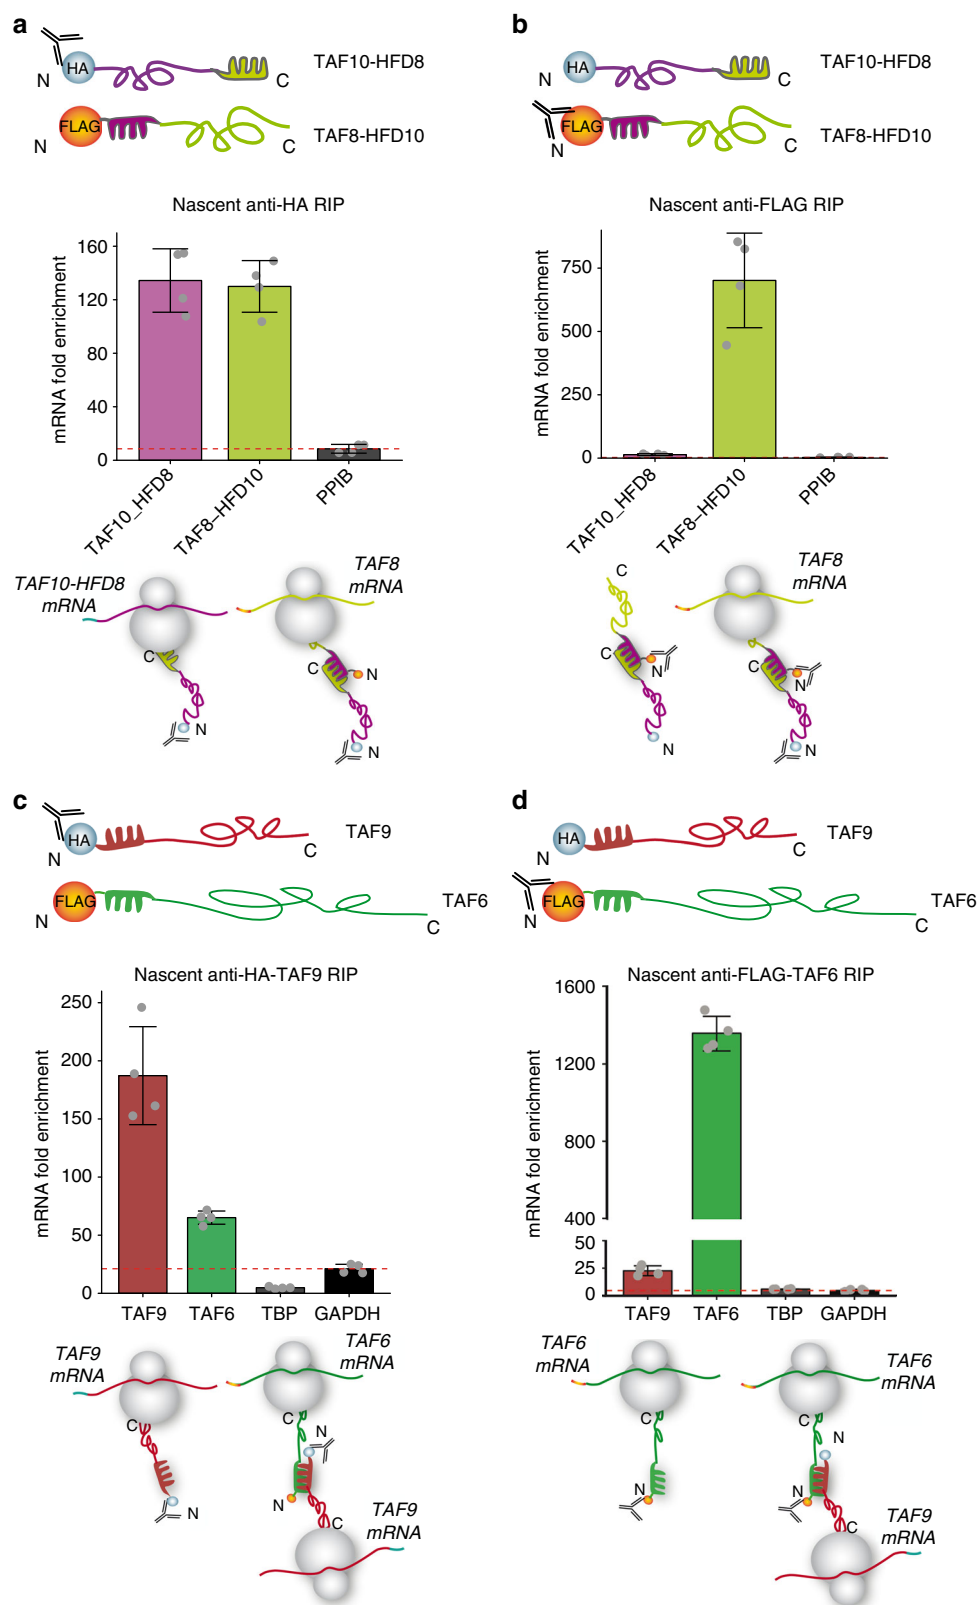 a
HA
N
C
TAF10-HFD8
FLAG
N
C
TAF8-HFD10
Nascent anti-HA RIP
mRNA fold enrichment
160
120
80
40
0
TAF10_HFD8
TAF8–HFD10
PPIB
TAF10-HFD8
mRNA
TAF8
mRNA
C
N
C
N
N
b
HA
N
C
TAF10-HFD8
FLAG
N
C
TAF8-HFD10
Nascent anti-FLAG RIP
mRNA fold enrichment
750
500
250
0
TAF10_HFD8
TAF8–HFD10
PPIB
C
TAF8
mRNA
C
N
N
C
N
N
c
HA
N
C
TAF9
FLAG
N
C
TAF6
Nascent anti-HA-TAF9 RIP
mRNA fold enrichment
250
200
150
100
50
0
TAF9
TAF6
TBP
GAPDH
TAF9
mRNA
TAF6
mRNA
C
N
C
N
N
C
TAF9
mRNA
d
HA
N
C
TAF9
FLAG
N
C
TAF6
Nascent anti-FLAG-TAF6 RIP
mRNA fold enrichment
1600
1200
800
400
50
25
0
TAF9
TAF6
TBP
GAPDH
TAF6
mRNA
TAF6
mRNA
C
N
C
N
N
C
TAF9
mRNA